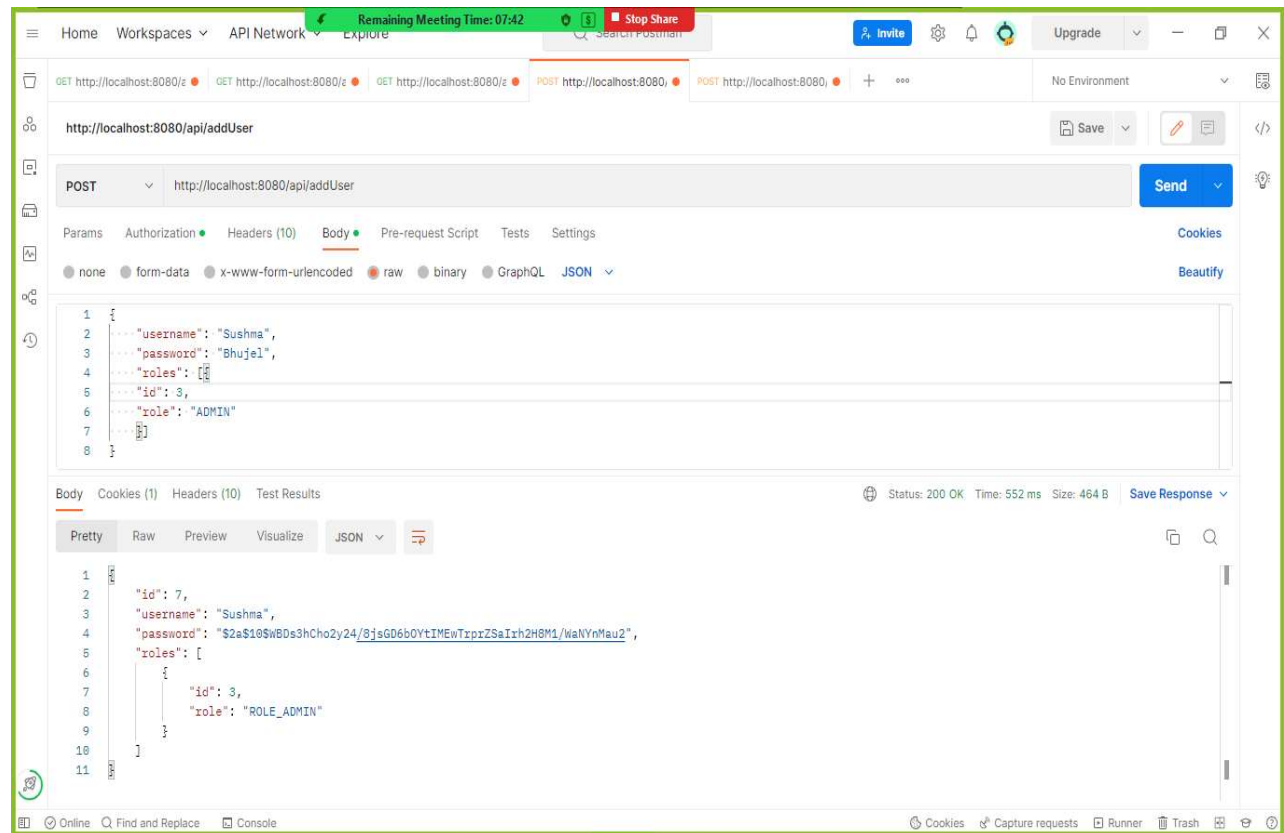 Remaining Meeting Time: 07:42 $ Stop Share
Home Workspaces API Network Explore Search Postman Invite Upgrade
GET http://localhost:8080/a GET http://localhost:8080/a GET http://localhost:8080/a POST http://localhost:8080/ POST http://localhost:8080/ + ooo No Environment
http://localhost:8080/api/addUser Save </>
POST http://localhost:8080/api/addUser Send
Params Authorization Headers (10) Body Pre-request Script Tests Settings Cookies
none form-data x-www-form-urlencoded raw binary GraphQL JSON Beautify
1 {
2 "username": "Sushma",
3 "password": "Bhujel",
4 "roles": [{
5 "id": 3,
6 "role": "ADMIN"
7 }]
8 }
Body Cookies (1) Headers (10) Test Results Status: 200 OK Time: 552 ms Size: 464 B Save Response
Pretty Raw Preview Visualize JSON
1 {
2 "id": 7,
3 "username": "Sushma",
4 "password": "$2a$10$WBDs3hCho2y24/8jsGD6bOYtIMEwTrprZSaIrh2H8M1/WaNYnMau2",
5 "roles": [
6 {
7 "id": 3,
8 "role": "ROLE_ADMIN"
9 }
10 ]
11 }
Online Find and Replace Console Cookies Capture requests Runner Trash